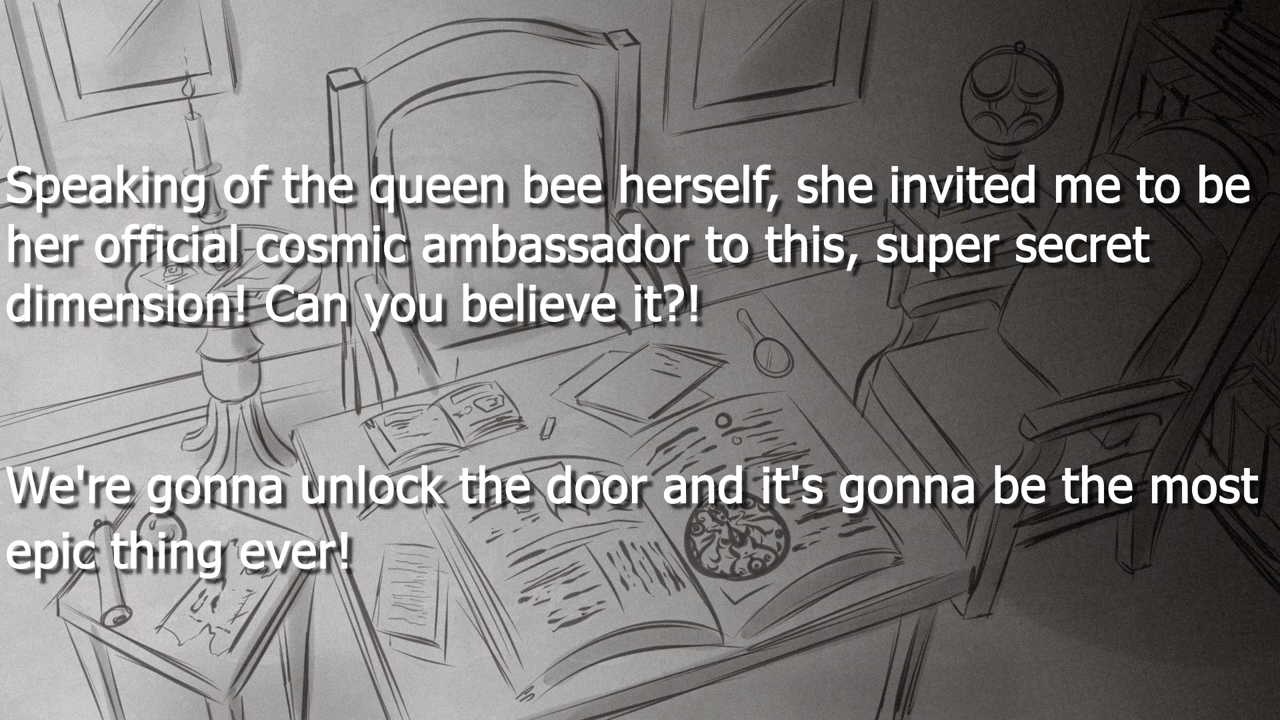 Speaking of the queen bee herself, she invited me to be
her official cosmic ambassador to this, super secret
dimension! Can you believe it?!
We're gonna unlock the door and it's gonna be the most
epic thing ever!